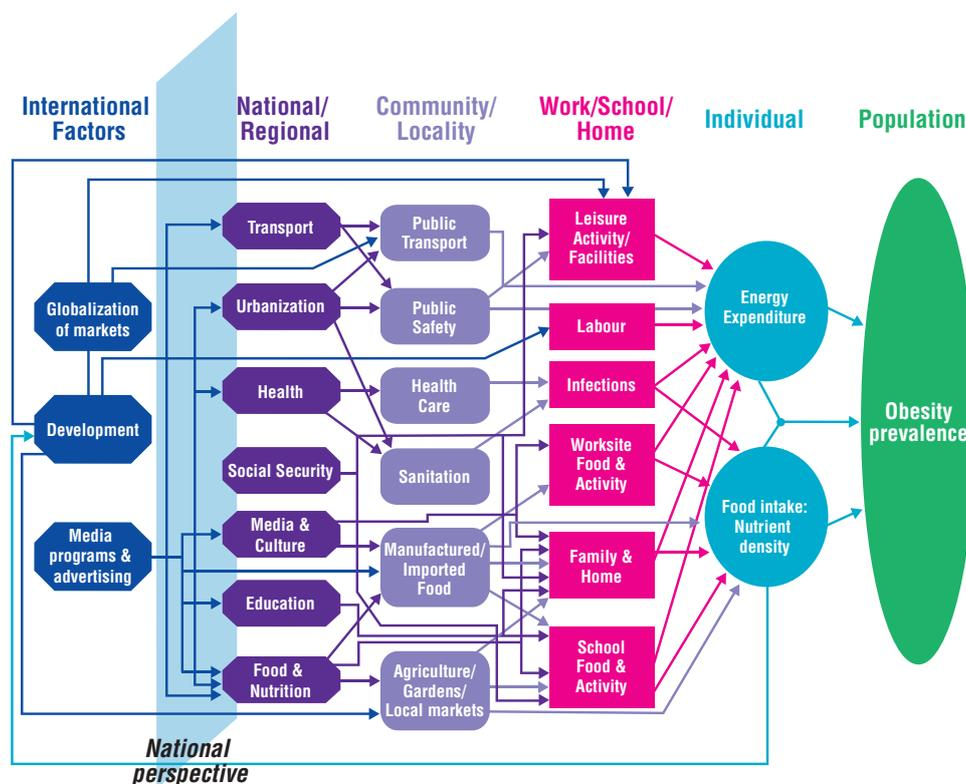 International
Factors
National/
Regional
Community/
Locality
Work/School/
Home
Individual
Population
Globalization
of markets
Development
Media
programs &
advertising
Transport
Urbanization
Health
Social Security
Media &
Culture
Education
Food &
Nutrition
Public
Transport
Public
Safety
Health
Care
Sanitation
Manufactured/
Imported
Food
Agriculture/
Gardens/
Local markets
Leisure
Activity/
Facilities
Labour
Infections
Worksite
Food &
Activity
Family &
Home
School
Food &
Activity
Energy
Expenditure
Food intake:
Nutrient
density
Obesity
prevalence
National
perspective